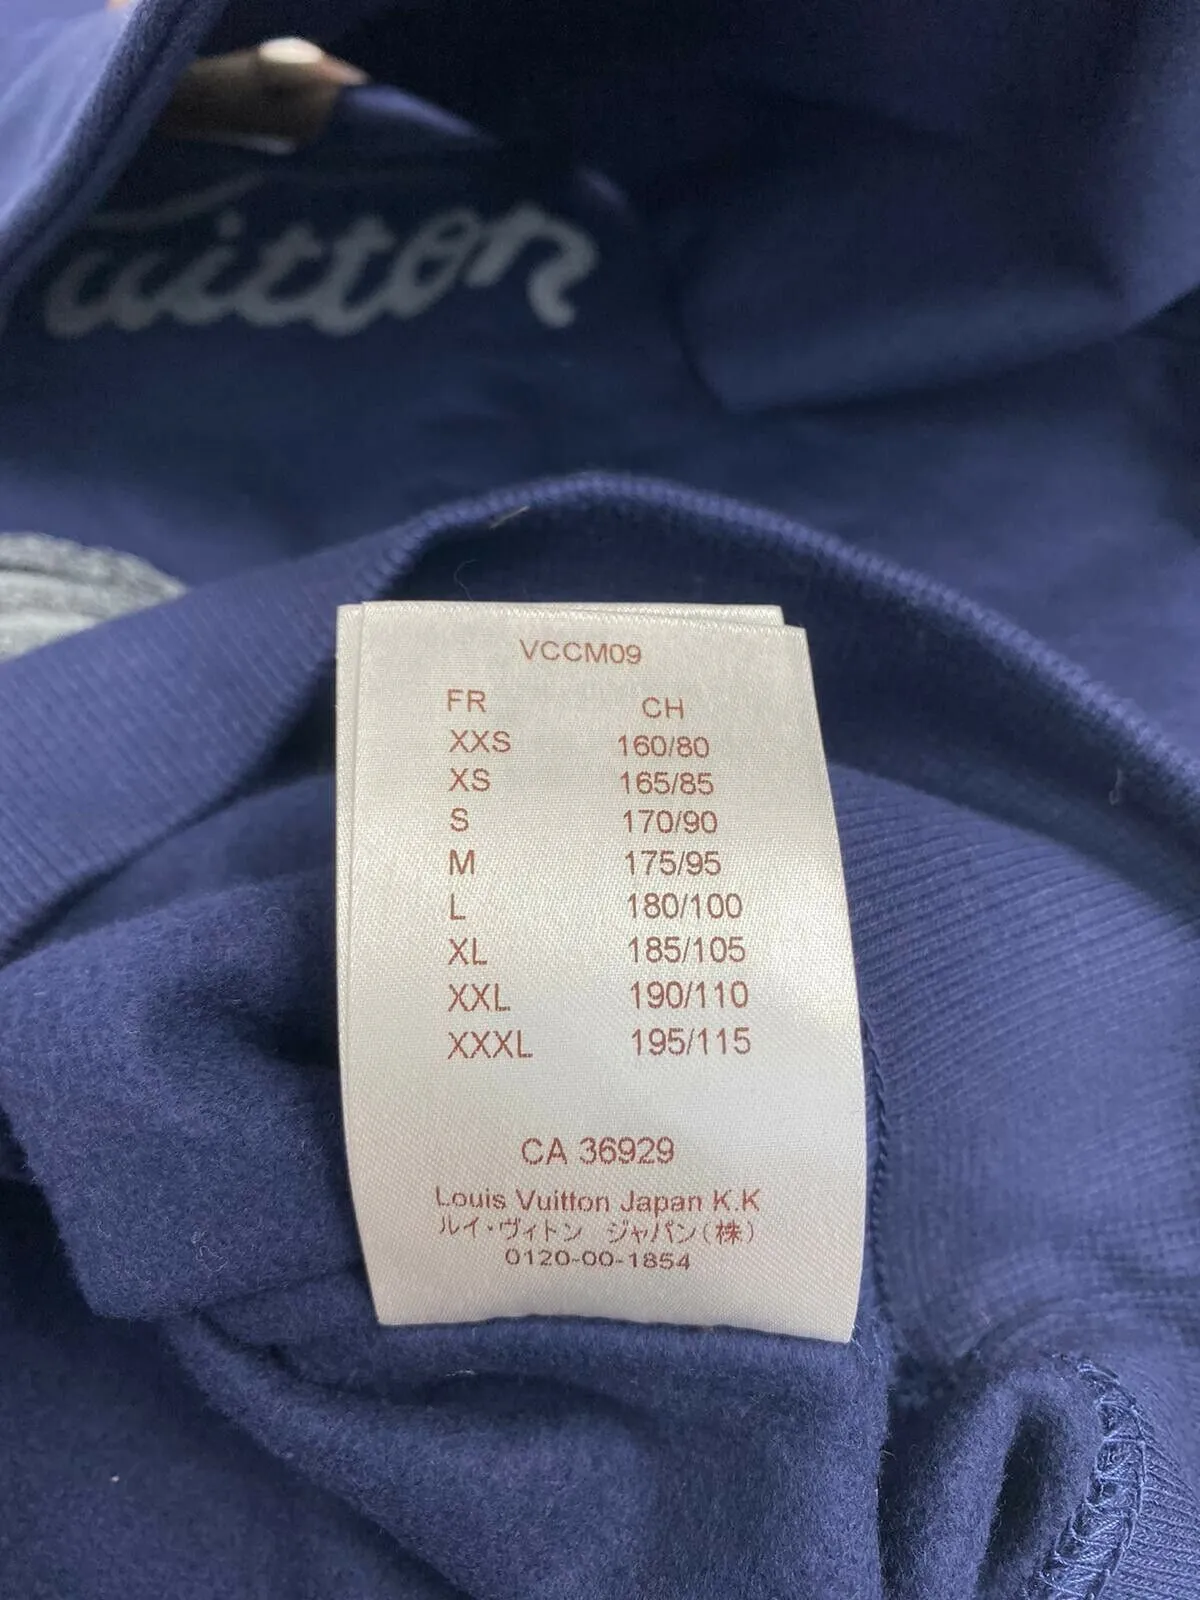 Vuitton
VCCM09
FR CH
XXS 160/80
XS 165/85
S 170/90
M 175/95
L 180/100
XL 185/105
XXL 190/110
XXXL 195/115
CA 36929
Louis Vuitton Japan K.K
ルイ・ヴィトン ジャパン(株)
0120-00-1854